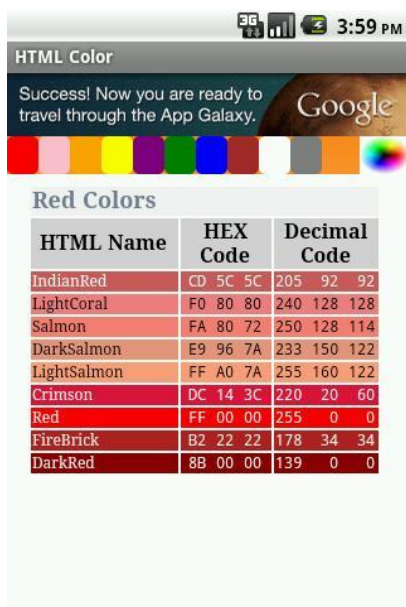 3G 3:59 PM
HTML Color
Success! Now you are ready to
travel through the App Galaxy.
Google
Red Colors
HTML Name HEX Code Decimal Code
IndianRed CD 5C 5C 205 92 92
LightCoral F0 80 80 240 128 128
Salmon FA 80 72 250 128 114
DarkSalmon E9 96 7A 233 150 122
LightSalmon FF A0 7A 255 160 122
Crimson DC 14 3C 220 20 60
Red FF 00 00 255 0 0
FireBrick B2 22 22 178 34 34
DarkRed 8B 00 00 139 0 0